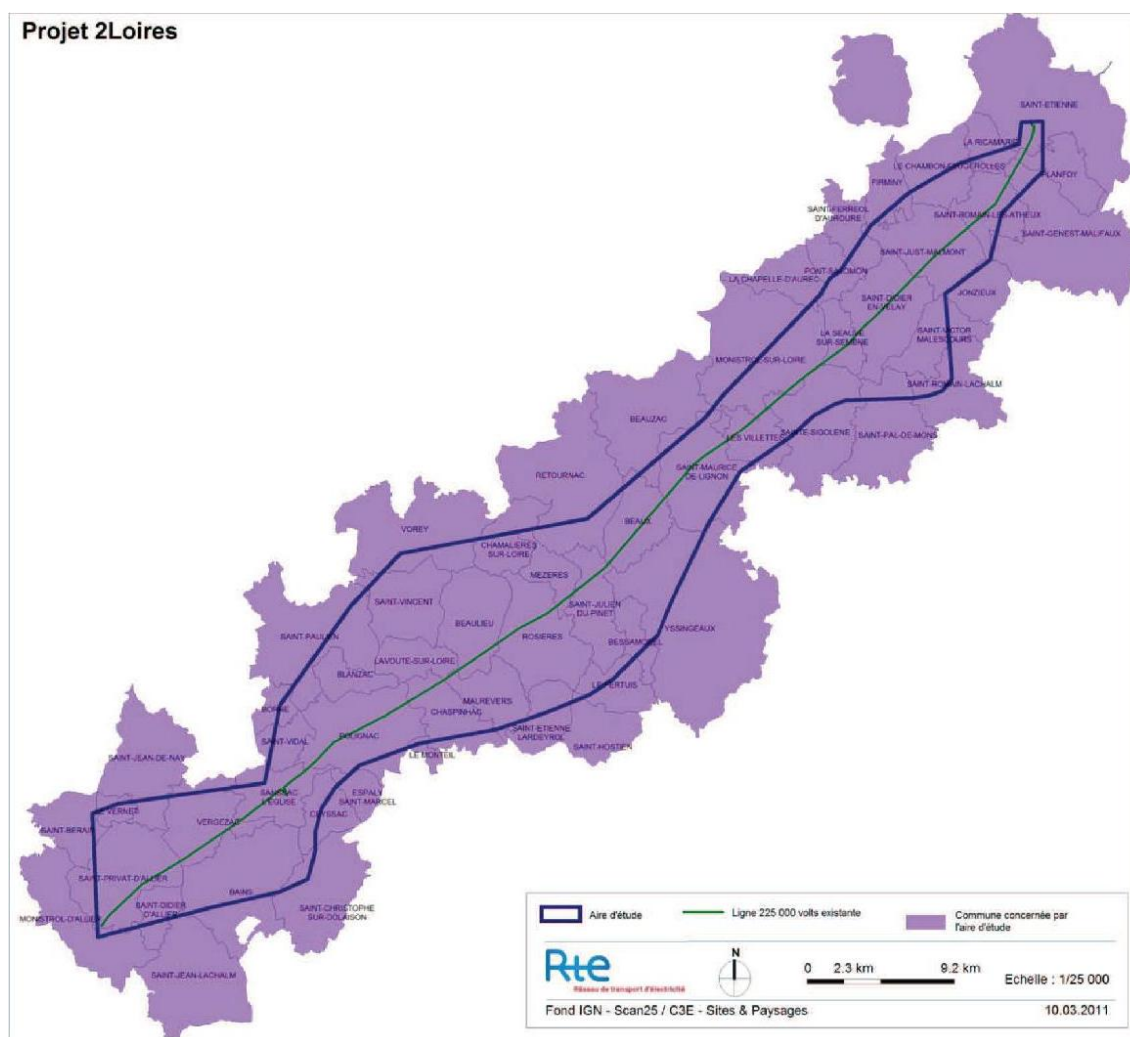 Projet 2Loires
SAINT-ETIENNE
LA RICAMARIE
LE CHAMBON-FEUGEROLLES
PLANFOY
FIRMINY
SAINT-FERREOL
D'AUROURE
SAINT-ROMAIN-LES-ATHEUX
SAINT-GENEST-MALIFAUX
SAINT-JUST-MALMONT
PONT-SALOMON
LA CHAPELLE-D'AUREC
JONZIEUX
SAINT-DIDIER
EN-VELAY
SAINT-VICTOR
MALESCOURS
LA SEAUVE
SUR-SEMENE
MONISTROL-SUR-LOIRE
SAINT-ROMAIN-LACHALM
BEAUZAC
LES VILLETTES
SAINTE-SIGOLENE
SAINT-PAL-DE-MONS
SAINT-MAURICE
DE-LIGNON
RETOURNAC
BEAUX
VOREY
CHAMALIERES
SUR-LOIRE
MEZERES
SAINT-VINCENT
SAINT-JULIEN
DU-PINET
BEAULIEU
YSSINGEAUX
SAINT-PAULIEN
ROSIERES
BESSAMOREL
LAVOUTE-SUR-LOIRE
BLANZAC
LE PERTUIS
MALREVERS
BORNE
CHASPINHAC
SAINT-ETIENNE
LARDEYROL
POLIGNAC
SAINT-VIDAL
SAINT-HOSTIEN
LE MONTEIL
SAINT-JEAN-DE-NAY
SANSSAC
L'EGLISE
ESPALY
SAINT-MARCEL
LE VERNET
CEYSSAC
VERGEZAC
SAINT-BERAIN
SAINT-PRIVAT-D'ALLIER
BAINS
SAINT-DIDIER
D'ALLIER
SAINT-CHRISTOPHE
SUR-DOLAISON
MONISTROL-D'ALLIER
SAINT-JEAN-LACHALM
Aire d'étude
Ligne 225 000 volts existante
Commune concernée par
l'aire d'étude
Rte
Réseau de transport d'électricité
N
0 2.3 km 9.2 km
Echelle : 1/25 000
Fond IGN - Scan25 / C3E - Sites & Paysages
10.03.2011